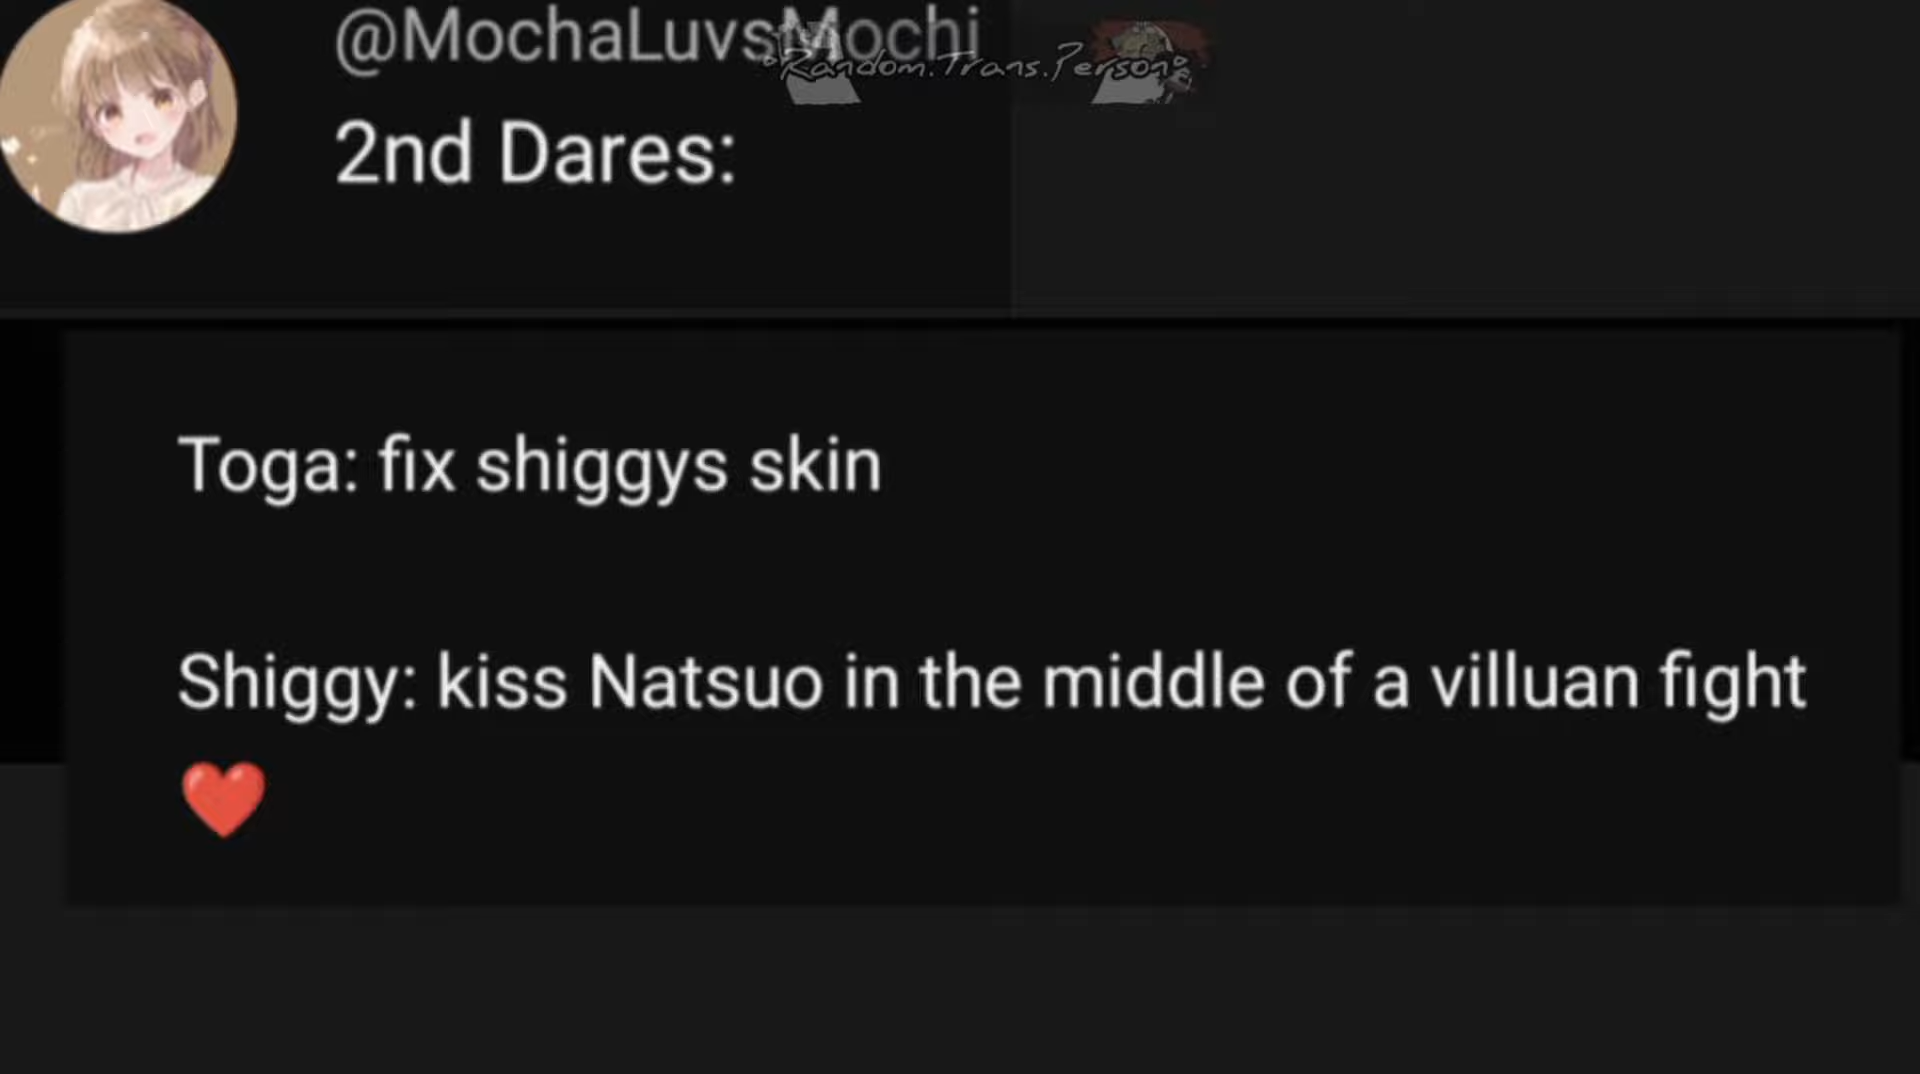 @MochaLuvsMochi
°Random.Trans.Person°
2nd Dares:
Toga: fix shiggys skin
Shiggy: kiss Natsuo in the middle of a villuan fight
❤️